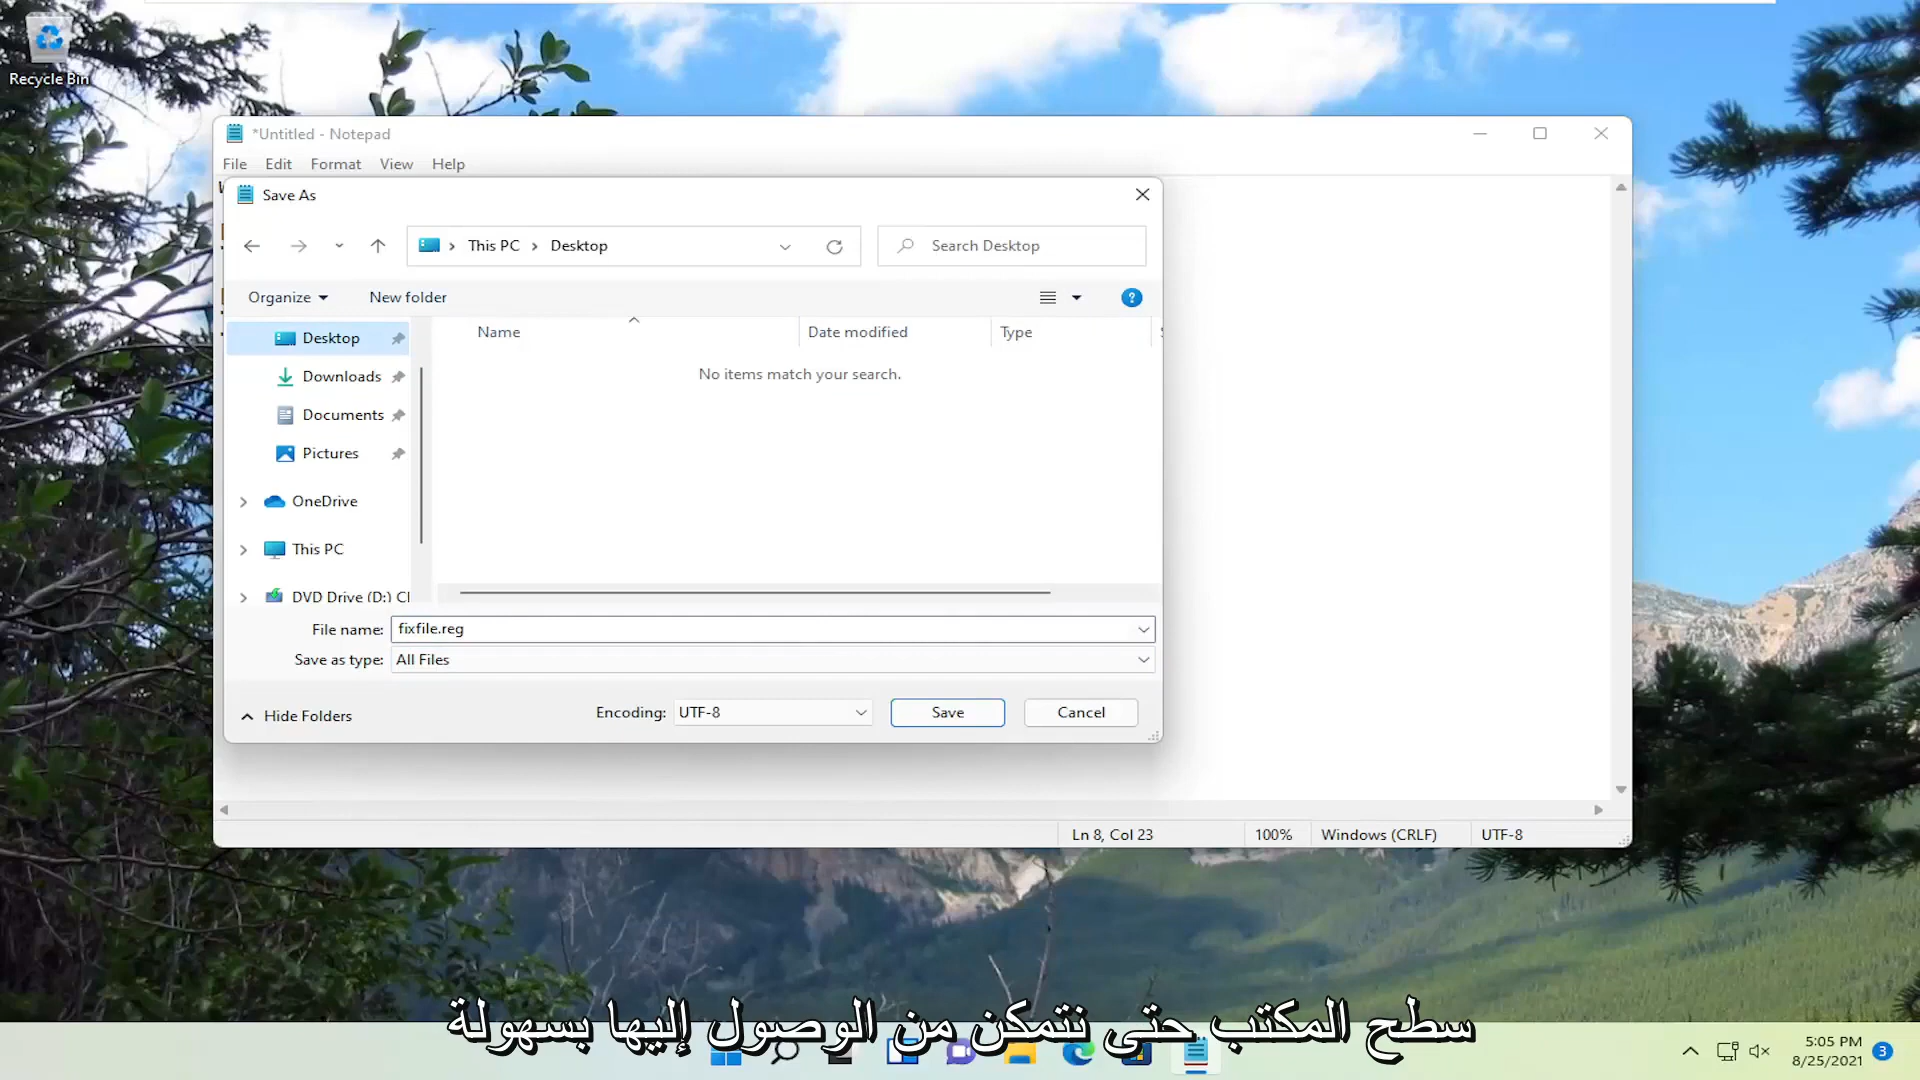 Recycle Bin
*Untitled - Notepad
File Edit Format View Help
Save As
This PC > Desktop
Search Desktop
Organize New folder
Name Date modified Type
Desktop
No items match your search.
Downloads
Documents
Pictures
OneDrive
This PC
DVD Drive (D:)
File name: fixfile.reg
Save as type: All Files
Hide Folders
Encoding: UTF-8 Save Cancel
Ln 8, Col 23 100% Windows (CRLF) UTF-8
سطح المكتب حتى نتمكن من الوصول إليها بسهولة
5:05 PM
8/25/2021 3